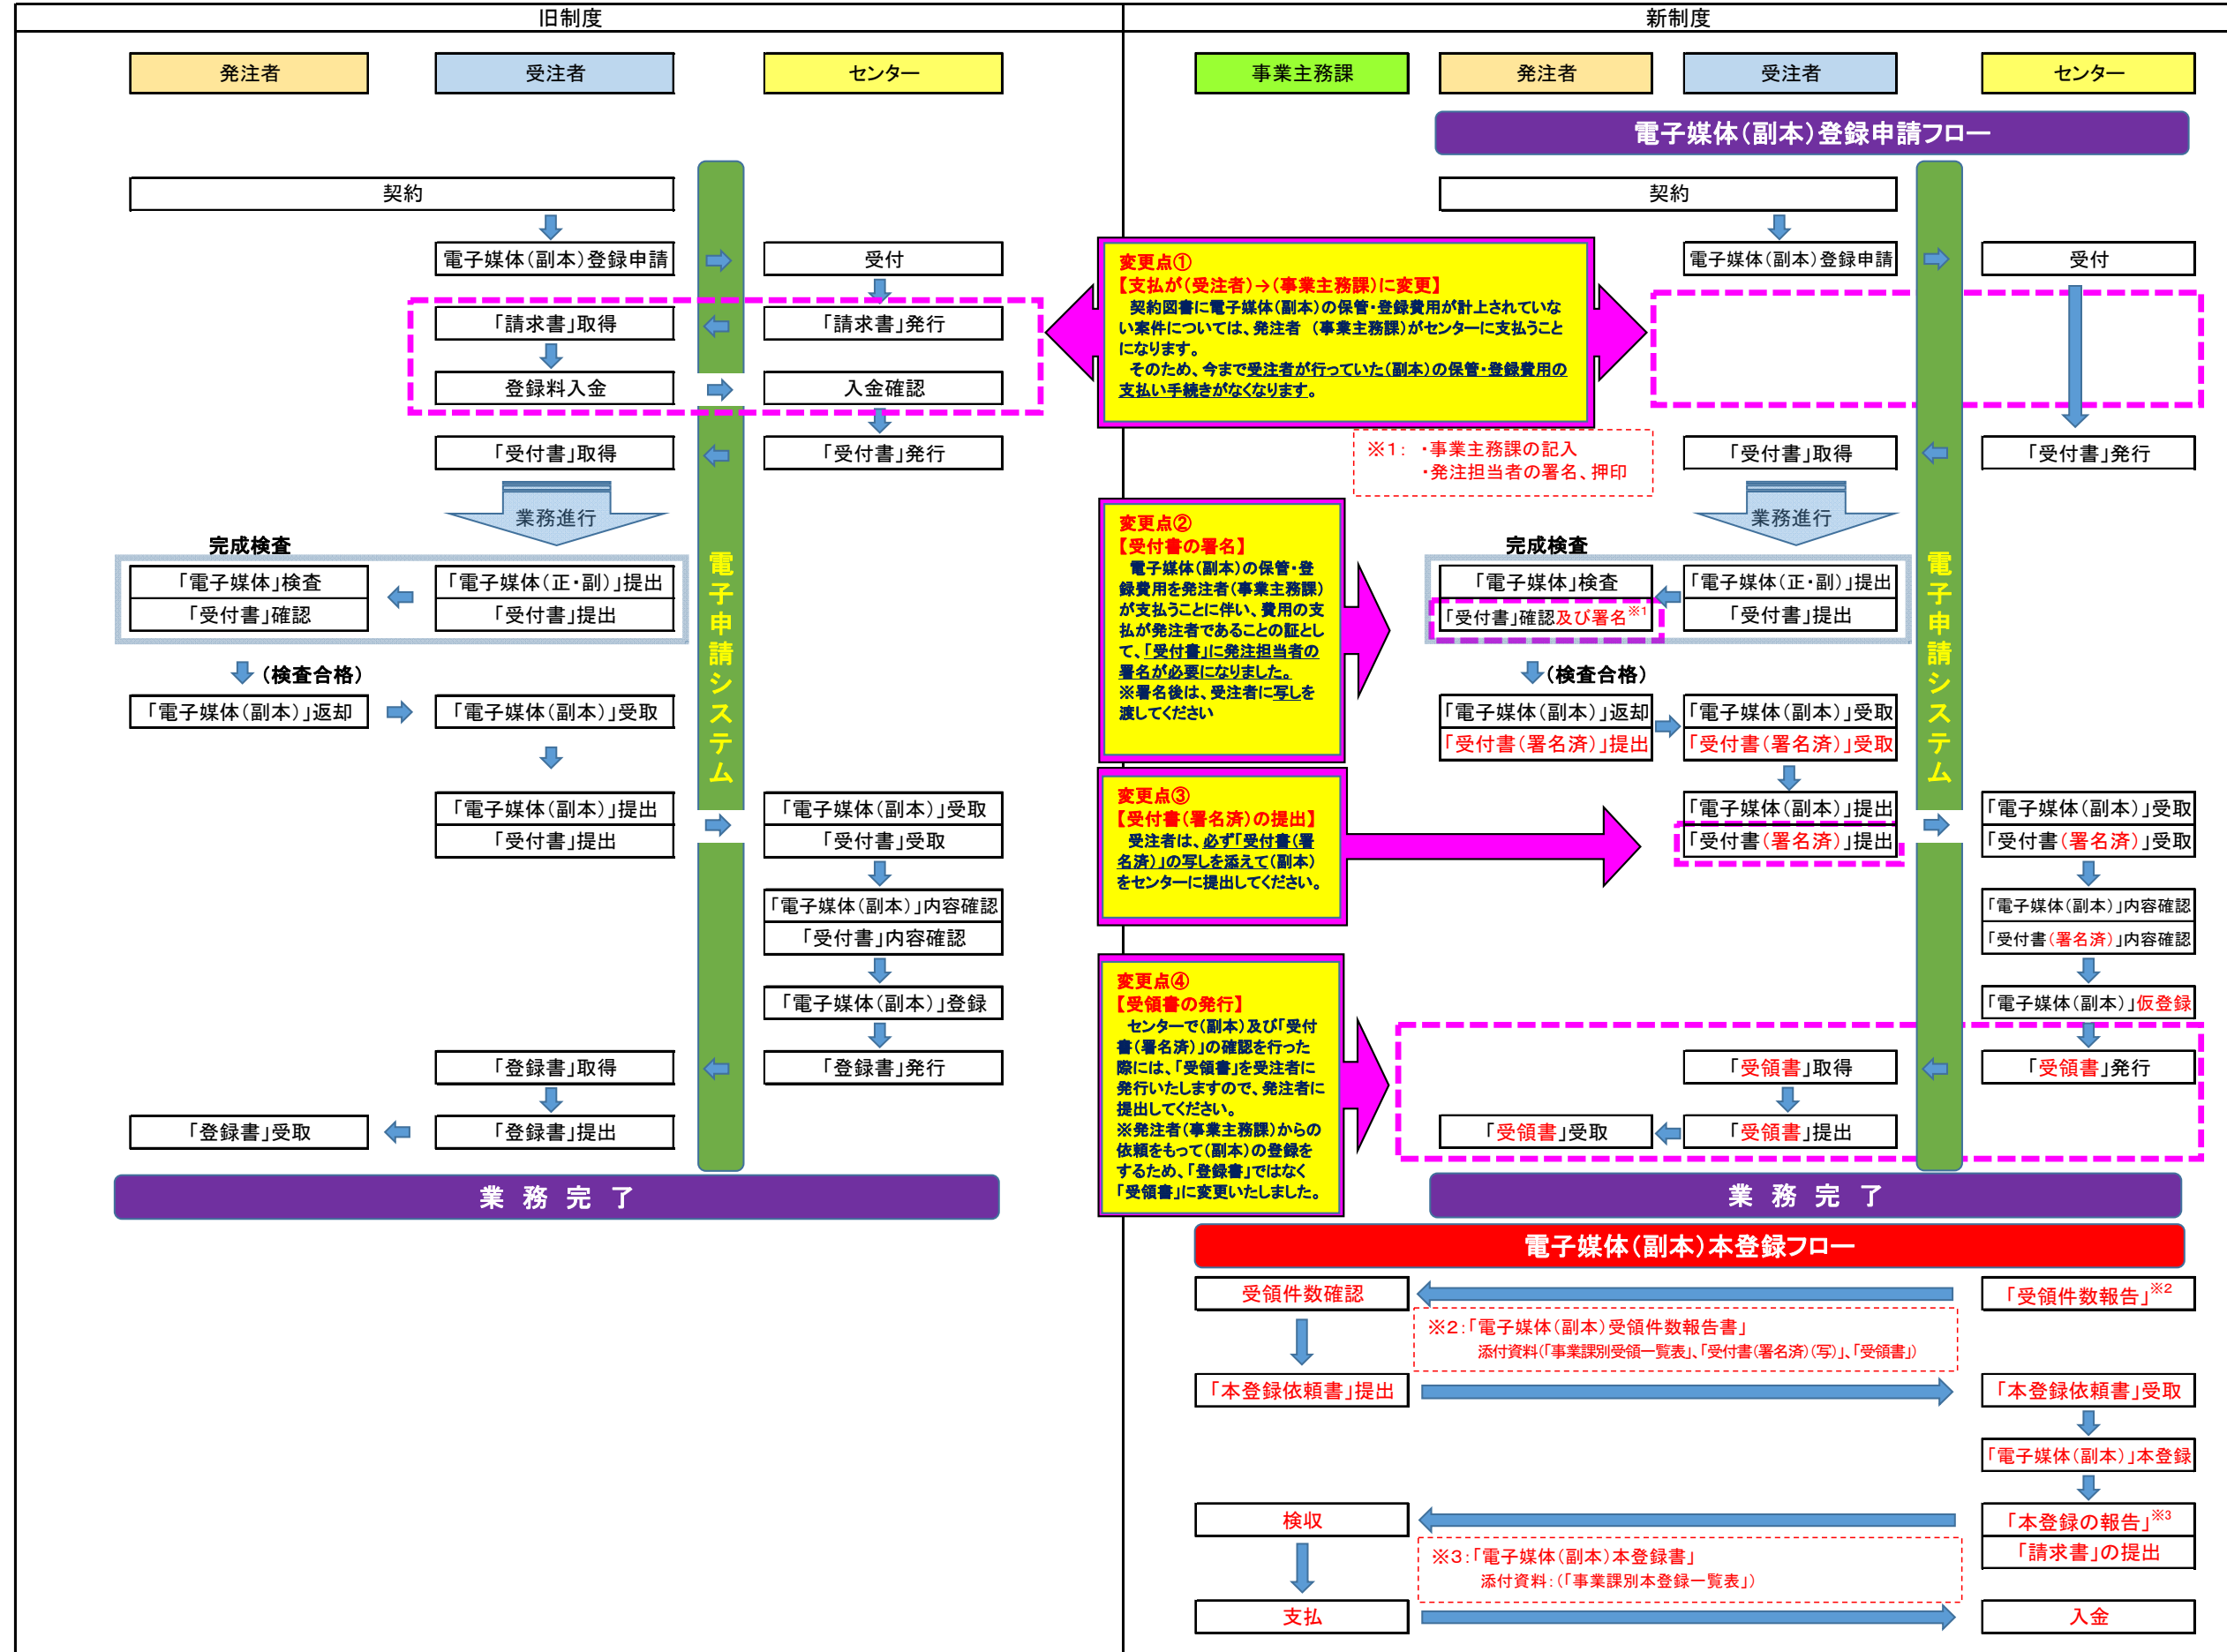 旧制度
発注者
受注者
センター
契約
電子媒体(副本)登録申請
受付
「請求書」取得
「請求書」発行
登録料入金
入金確認
「受付書」取得
「受付書」発行
業務進行
完成検査
「電子媒体」検査
「電子媒体(正・副)」提出
「受付書」確認
「受付書」提出
(検査合格)
「電子媒体(副本)」返却
「電子媒体(副本)」受取
「電子媒体(副本)」提出
「電子媒体(副本)」受取
「受付書」提出
「受付書」受取
「電子媒体(副本)」内容確認
「受付書」内容確認
「電子媒体(副本)」登録
「登録書」取得
「登録書」発行
「登録書」受取
「登録書」提出
電子申請システム
業務完了
新制度
事業主務課
発注者
受注者
センター
電子媒体(副本)登録申請フロー
契約
電子媒体(副本)登録申請
受付
変更点①
【支払が(受注者)→(事業主務課)に変更】
契約図書に電子媒体(副本)の保管・登録費用が計上されていな
い案件については、発注者 (事業主務課)がセンターに支払うこと
になります。
そのため、今まで受注者が行っていた(副本)の保管・登録費用の
支払い手続きがなくなります。
※1: ・事業主務課の記入
・発注担当者の署名、押印
「受付書」取得
「受付書」発行
業務進行
変更点②
【受付書の署名】
電子媒体(副本)の保管・登
録費用を発注者(事業主務課)
が支払うことに伴い、費用の支
払が発注者であることの証とし
て、「受付書」に発注担当者の
署名が必要になりました。
※署名後は、受注者に写しを
渡してください
完成検査
「電子媒体」検査
「電子媒体(正・副)」提出
「受付書」確認及び署名※1
「受付書」提出
(検査合格)
「電子媒体(副本)」返却
「電子媒体(副本)」受取
「受付書(署名済)」提出
「受付書(署名済)」受取
変更点③
【受付書(署名済)の提出】
受注者は、必ず「受付書(署
名済)」の写しを添えて(副本)
をセンターに提出してください。
「電子媒体(副本)」提出
「電子媒体(副本)」受取
「受付書(署名済)」提出
「受付書(署名済)」受取
「電子媒体(副本)」内容確認
「受付書(署名済)」内容確認
「電子媒体(副本)」仮登録
変更点④
【受領書の発行】
センターで(副本)及び「受付
書(署名済)」の確認を行った
際には、「受領書」を受注者に
発行いたしますので、発注者に
提出してください。
※発注者(事業主務課)からの
依頼をもって(副本)の登録を
するため、「登録書」ではなく
「受領書」に変更いたしました。
「受領書」取得
「受領書」発行
「受領書」受取
「受領書」提出
電子申請システム
業務完了
電子媒体(副本)本登録フロー
受領件数確認
「受領件数報告」※2
※2:「電子媒体(副本)受領件数報告書」
添付資料(「事業課別受領一覧表」、「受付書(署名済)(写)」、「受領書」)
「本登録依頼書」提出
「本登録依頼書」受取
「電子媒体(副本)」本登録
検収
「本登録の報告」※3
「請求書」の提出
※3:「電子媒体(副本)本登録書」
添付資料:(「事業課別本登録一覧表」)
支払
入金